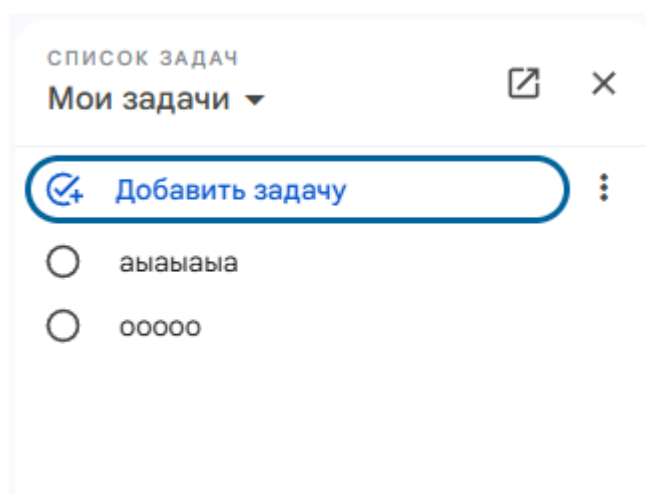 СПИСОК ЗАДАЧ
Мои задачи
Добавить задачу
аыаыаыа
ооооо